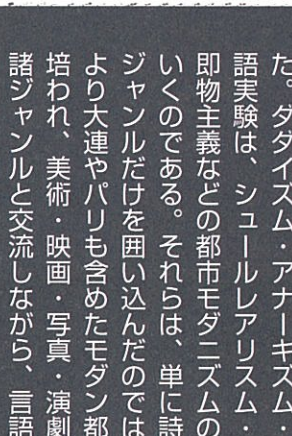 た。ダダイズム・アナーキズム・
語実験は、シュールレアリスム・
即物主義などの都市モダニズムの
いくのである。それらは、単に詩
ジャンルだけを囲い込んだのでは
より大連やパリも含めたモダン都
培われ、美術・映画・写真・演劇
諸ジャンルと交流しながら、言語